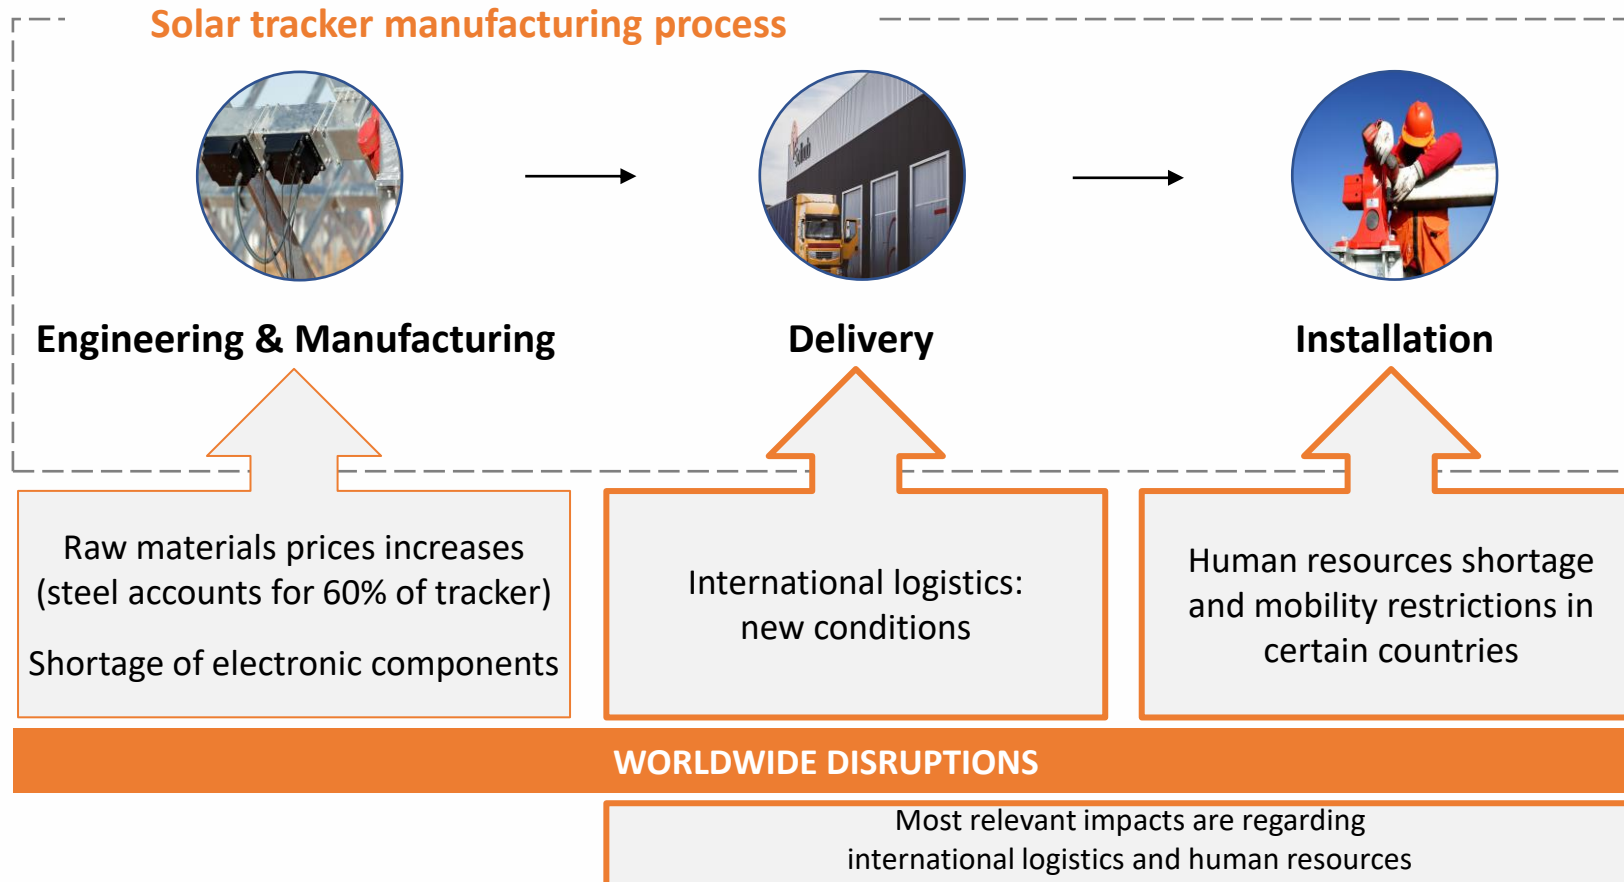 Solar tracker manufacturing process
Engineering & Manufacturing
Delivery
Installation
Raw materials prices increases
(steel accounts for 60% of tracker)
Shortage of electronic components
International logistics:
new conditions
Human resources shortage
and mobility restrictions in
certain countries
WORLDWIDE DISRUPTIONS
Most relevant impacts are regarding
international logistics and human resources